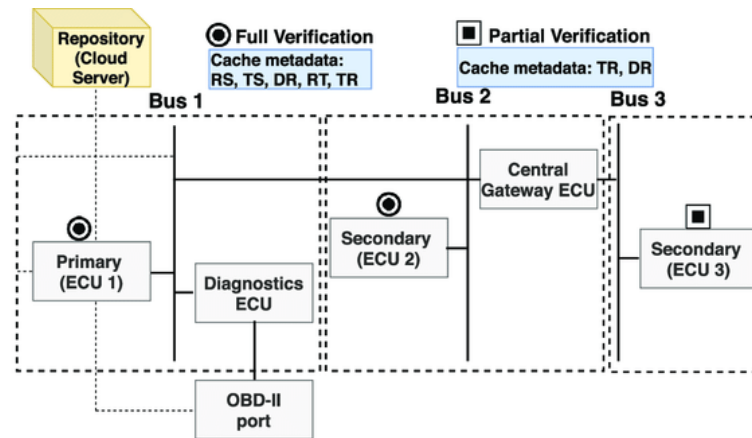 Repository
(Cloud
Server)
Full Verification
Cache metadata:
RS, TS, DR, RT, TR
Partial Verification
Cache metadata: TR, DR
Bus 1
Bus 2
Bus 3
Central
Gateway ECU
Primary
(ECU 1)
Diagnostics
ECU
Secondary
(ECU 2)
Secondary
(ECU 3)
OBD-II
port